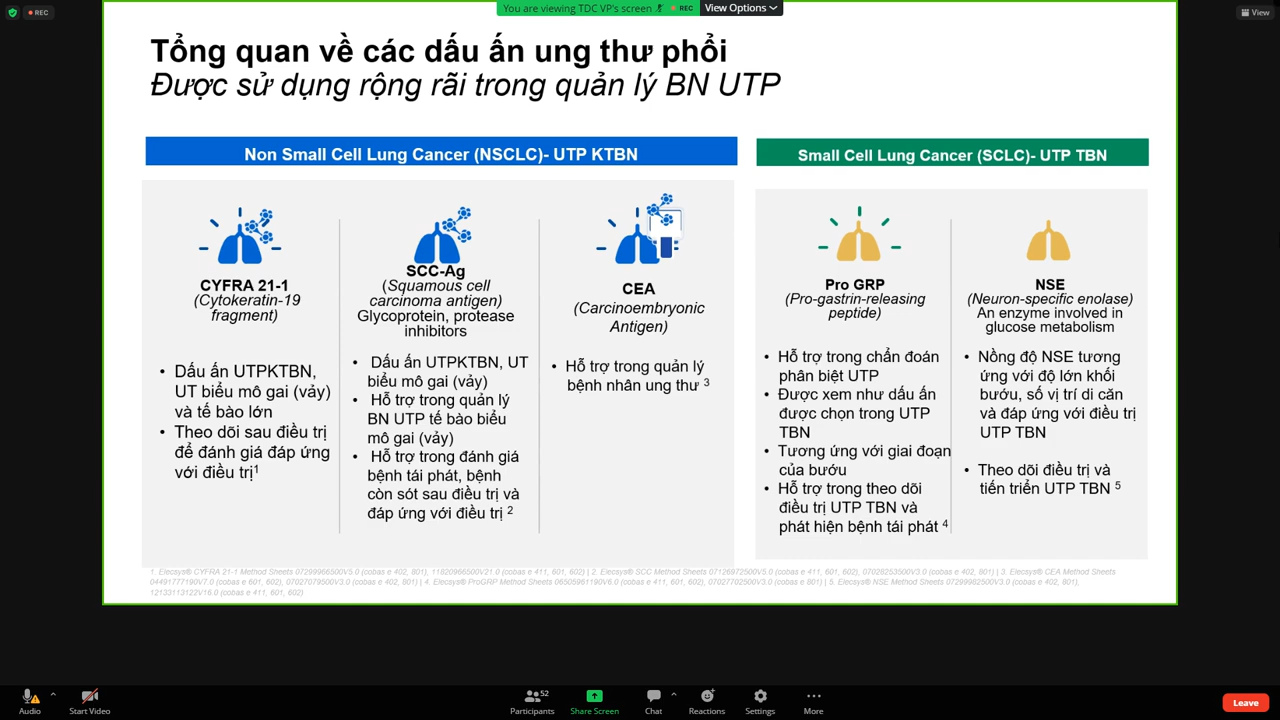 You are viewing TDC VP's screen
REC
View Options
REC
View
Tổng quan về các dấu ấn ung thư phổi
Được sử dụng rộng rãi trong quản lý BN UTP
Non Small Cell Lung Cancer (NSCLC)- UTP KTBN
CYFRA 21-1
(Cytokeratin-19
fragment)
• Dấu ấn UTPKTBN,
UT biểu mô gai (vảy)
và tế bào lớn
• Theo dõi sau điều trị
để đánh giá đáp ứng
với điều trị1
SCC-Ag
(Squamous cell
carcinoma antigen)
Glycoprotein, protease
inhibitors
• Dấu ấn UTPKTBN, UT
biểu mô gai (vảy)
• Hỗ trợ trong quản lý
BN UTP tế bào biểu
mô gai (vảy)
• Hỗ trợ trong đánh giá
bệnh tái phát, bệnh
còn sót sau điều trị và
đáp ứng với điều trị 2
CEA
(Carcinoembryonic
Antigen)
• Hỗ trợ trong quản lý
bệnh nhân ung thư 3
Small Cell Lung Cancer (SCLC)- UTP TBN
Pro GRP
(Pro-gastrin-releasing
peptide)
• Hỗ trợ trong chẩn đoán
phân biệt UTP
• Được xem như dấu ấn
được chọn trong UTP
TBN
• Tương ứng với giai đoạn
của bướu
• Hỗ trợ trong theo dõi
điều trị UTP TBN và
phát hiện bệnh tái phát 4
NSE
(Neuron-specific enolase)
An enzyme involved in
glucose metabolism
• Nồng độ NSE tương
ứng với độ lớn khối
bướu, số vị trí di căn
và đáp ứng với điều trị
UTP TBN
• Theo dõi điều trị và
tiến triển UTP TBN 5
1. Elecsys® CYFRA 21-1 Method Sheets 07299966500V5.0 (cobas e 402, 801), 11820966500V21.0 (cobas e 411, 601, 602) | 2. Elecsys® SCC Method Sheets 07126972500V5.0 (cobas e 411, 601, 602), 07028253500V3.0 (cobas e 402, 801) | 3. Elecsys® CEA Method Sheets
04491777190V7.0 (cobas e 601, 602), 07027079500V3.0 (cobas e 402, 801) | 4. Elecsys® ProGRP Method Sheets 06505961190V6.0 (cobas e 411, 601, 602), 07027702500V3.0 (cobas e 402, 801) | 5. Elecsys® NSE Method Sheets 07299982500V3.0 (cobas e 402, 801),
12133113122V16.0 (cobas e 411, 601, 602)
Audio
Start Video
52
Participants
Share Screen
Chat
Reactions
Settings
More
Leave